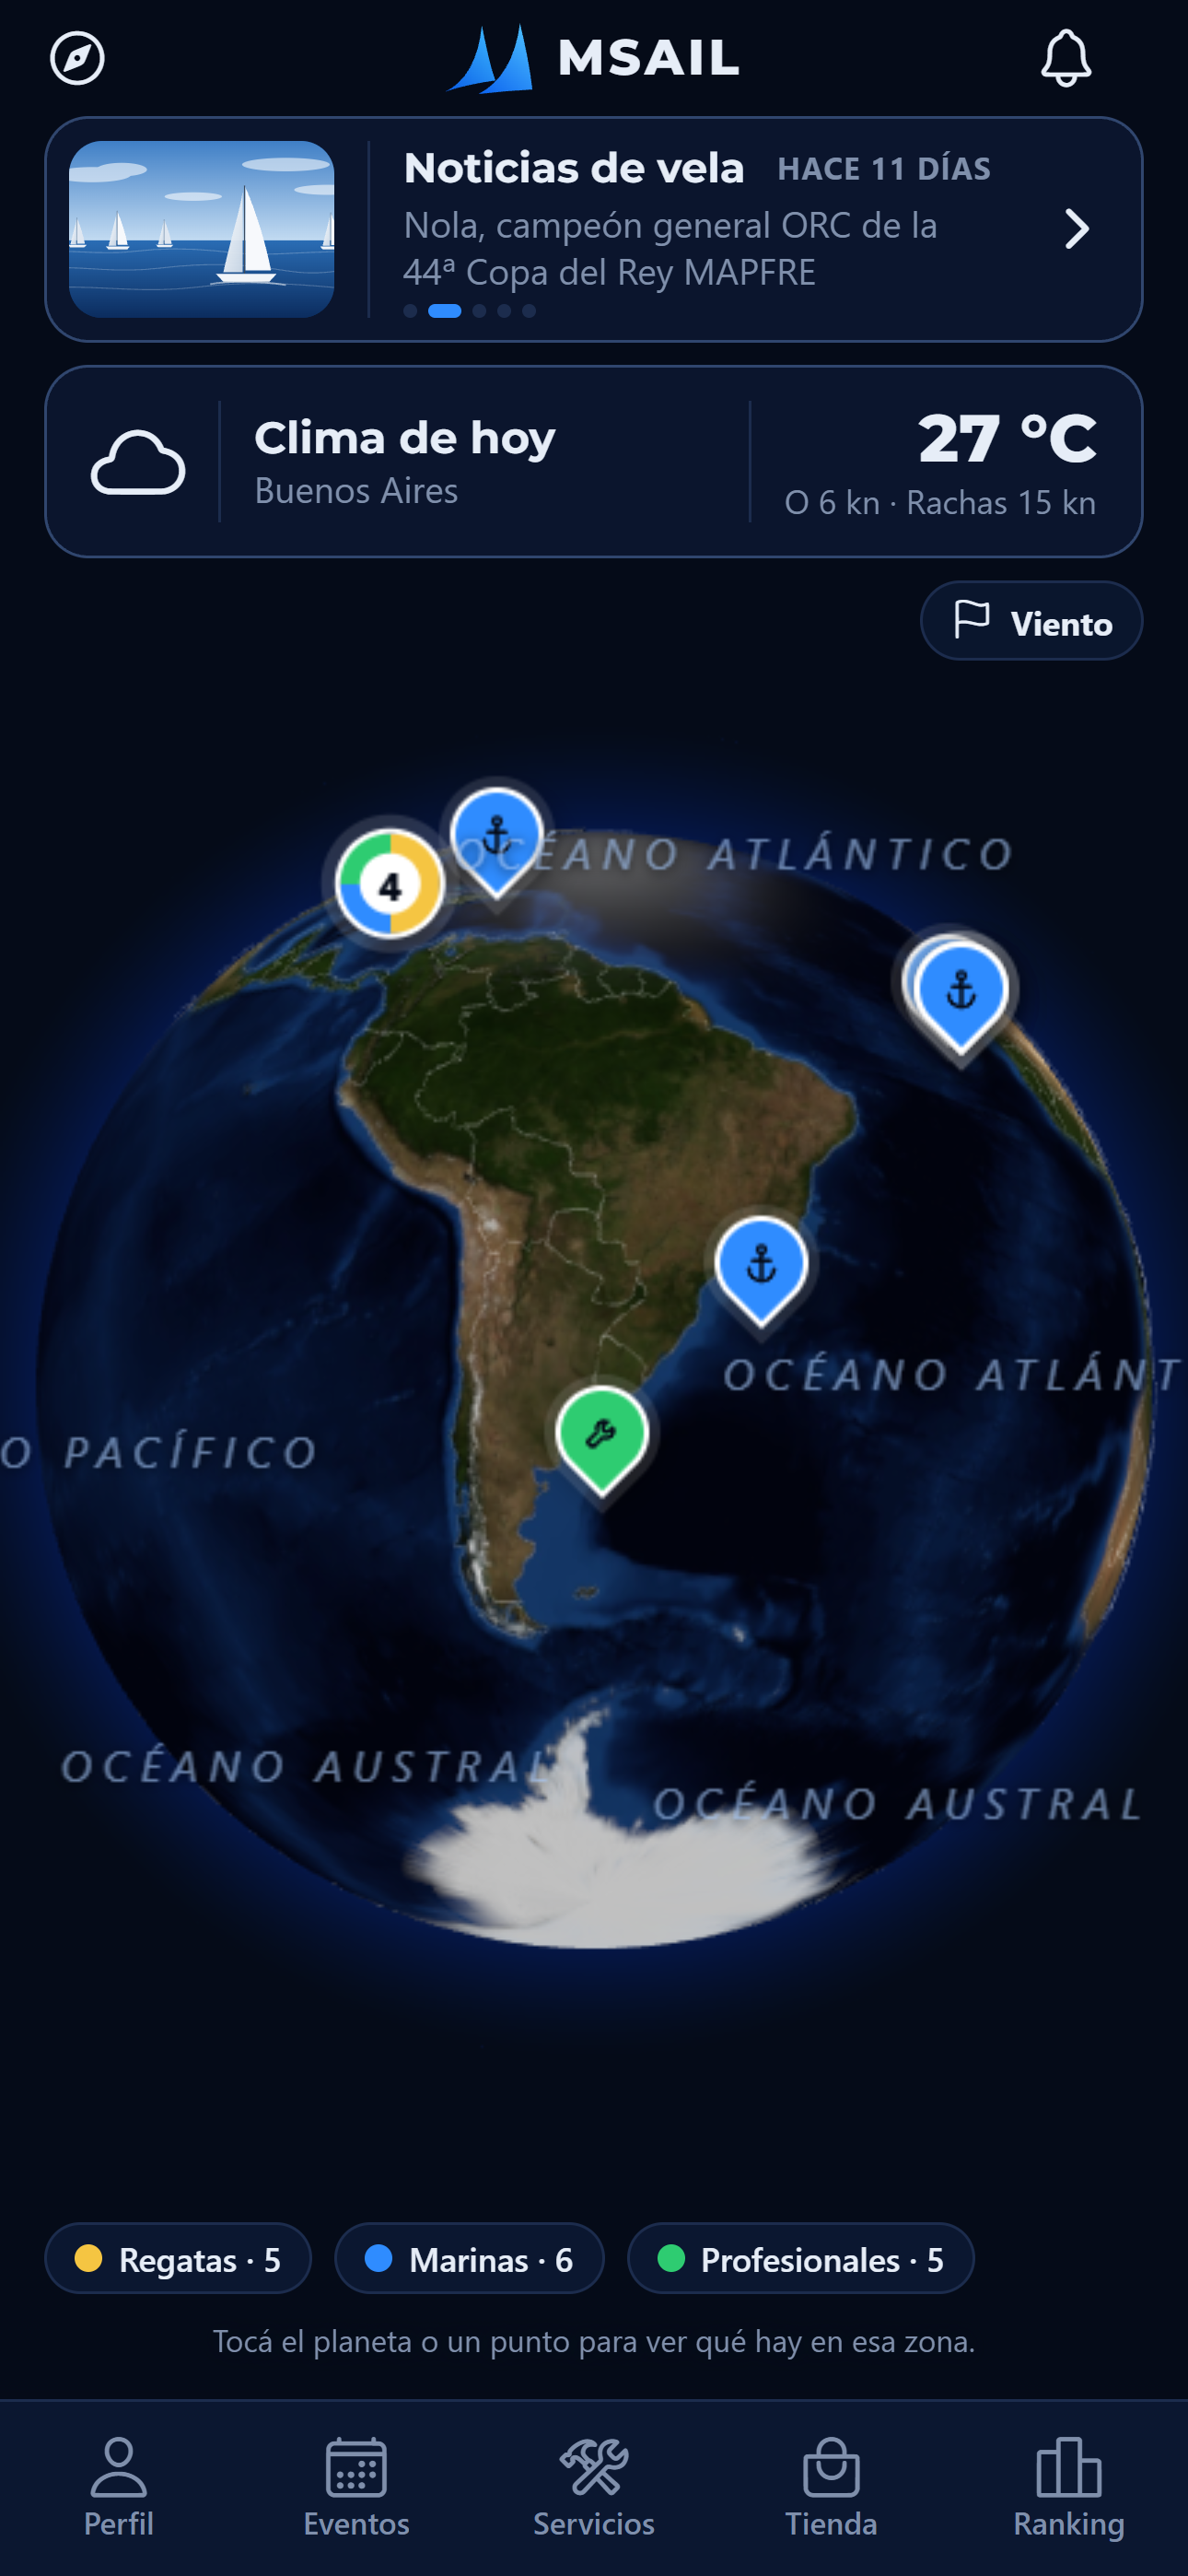 MSAIL
Noticias de vela HACE 11 DÍAS
Nola, campeón general ORC de la
44ª Copa del Rey MAPFRE
Clima de hoy
Buenos Aires
27 °C
O 6 kn · Rachas 15 kn
Viento
OCÉANO ATLÁNTICO
4
OCÉANO ATLÁNT
O PACÍFICO
OCÉANO AUSTRAL
OCÉANO AUSTRAL
Regatas · 5
Marinas · 6
Profesionales · 5
Tocá el planeta o un punto para ver qué hay en esa zona.
Perfil
Eventos
Servicios
Tienda
Ranking